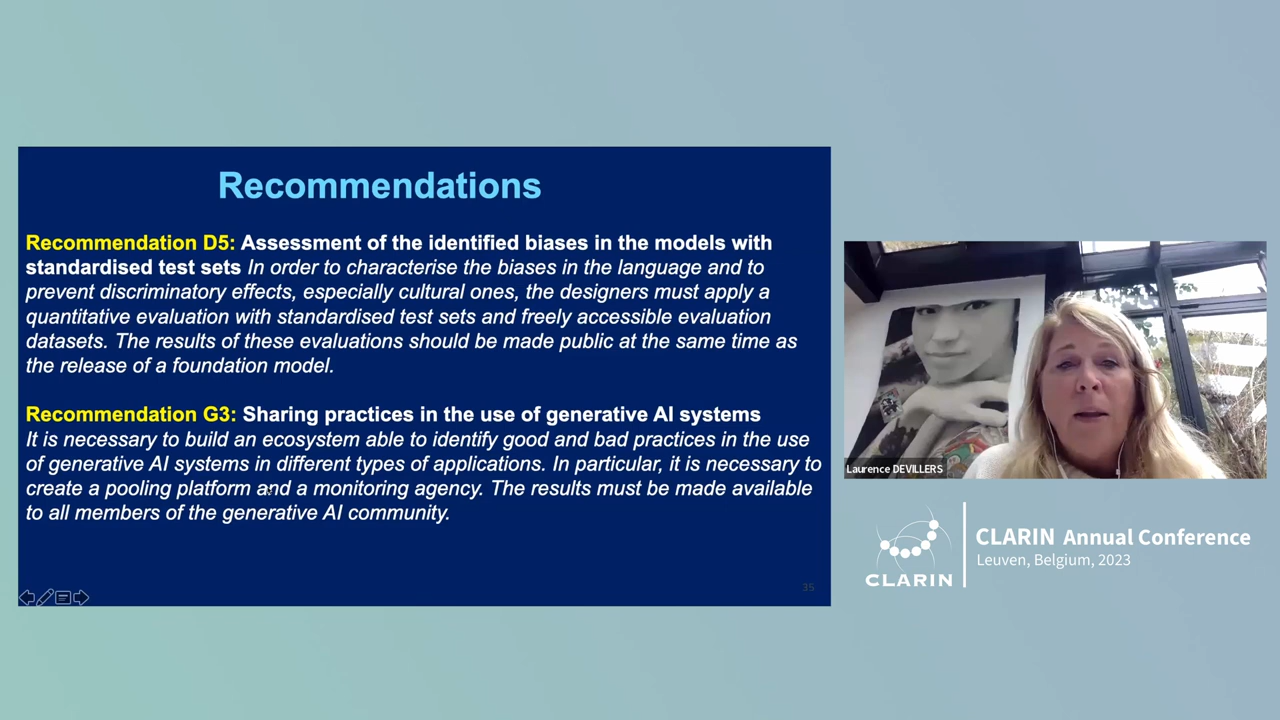 Recommendations
Recommendation D5: Assessment of the identified biases in the models with
standardised test sets In order to characterise the biases in the language and to
prevent discriminatory effects, especially cultural ones, the designers must apply a
quantitative evaluation with standardised test sets and freely accessible evaluation
datasets. The results of these evaluations should be made public at the same time as
the release of a foundation model.
Recommendation G3: Sharing practices in the use of generative AI systems
It is necessary to build an ecosystem able to identify good and bad practices in the use
of generative AI systems in different types of applications. In particular, it is necessary to
create a pooling platform and a monitoring agency. The results must be made available
to all members of the generative AI community.
35
Laurence DEVILLERS
CLARIN
CLARIN Annual Conference
Leuven, Belgium, 2023